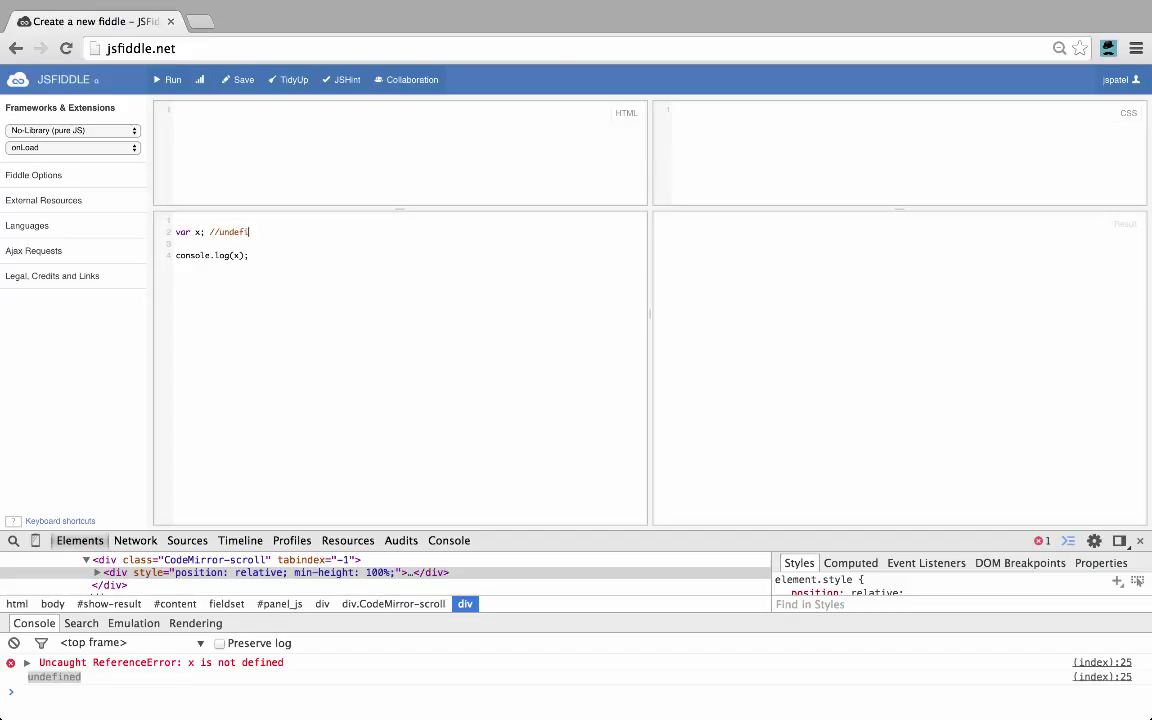 Create a new fiddle – JSFid
jsfiddle.net
JSFIDDLE α
Run
Save
TidyUp
JSHint
Collaboration
jspatel
Frameworks & Extensions
No-Library (pure JS)
onLoad
Fiddle Options
External Resources
Languages
Ajax Requests
Legal, Credits and Links
? Keyboard shortcuts
1
HTML
1
CSS
1
2 var x; //undefi
3
4 console.log(x);
Result
Elements Network Sources Timeline Profiles Resources Audits Console
1
<div class="CodeMirror-scroll" tabindex="-1">
<div style="position: relative; min-height: 100%;">…</div>
</div>
html body #show-result #content fieldset #panel_js div div.CodeMirror-scroll div
Styles Computed Event Listeners DOM Breakpoints Properties
element.style {
position: relative;
Find in Styles
Console Search Emulation Rendering
<top frame>
Preserve log
Uncaught ReferenceError: x is not defined (index):25
undefined (index):25
>